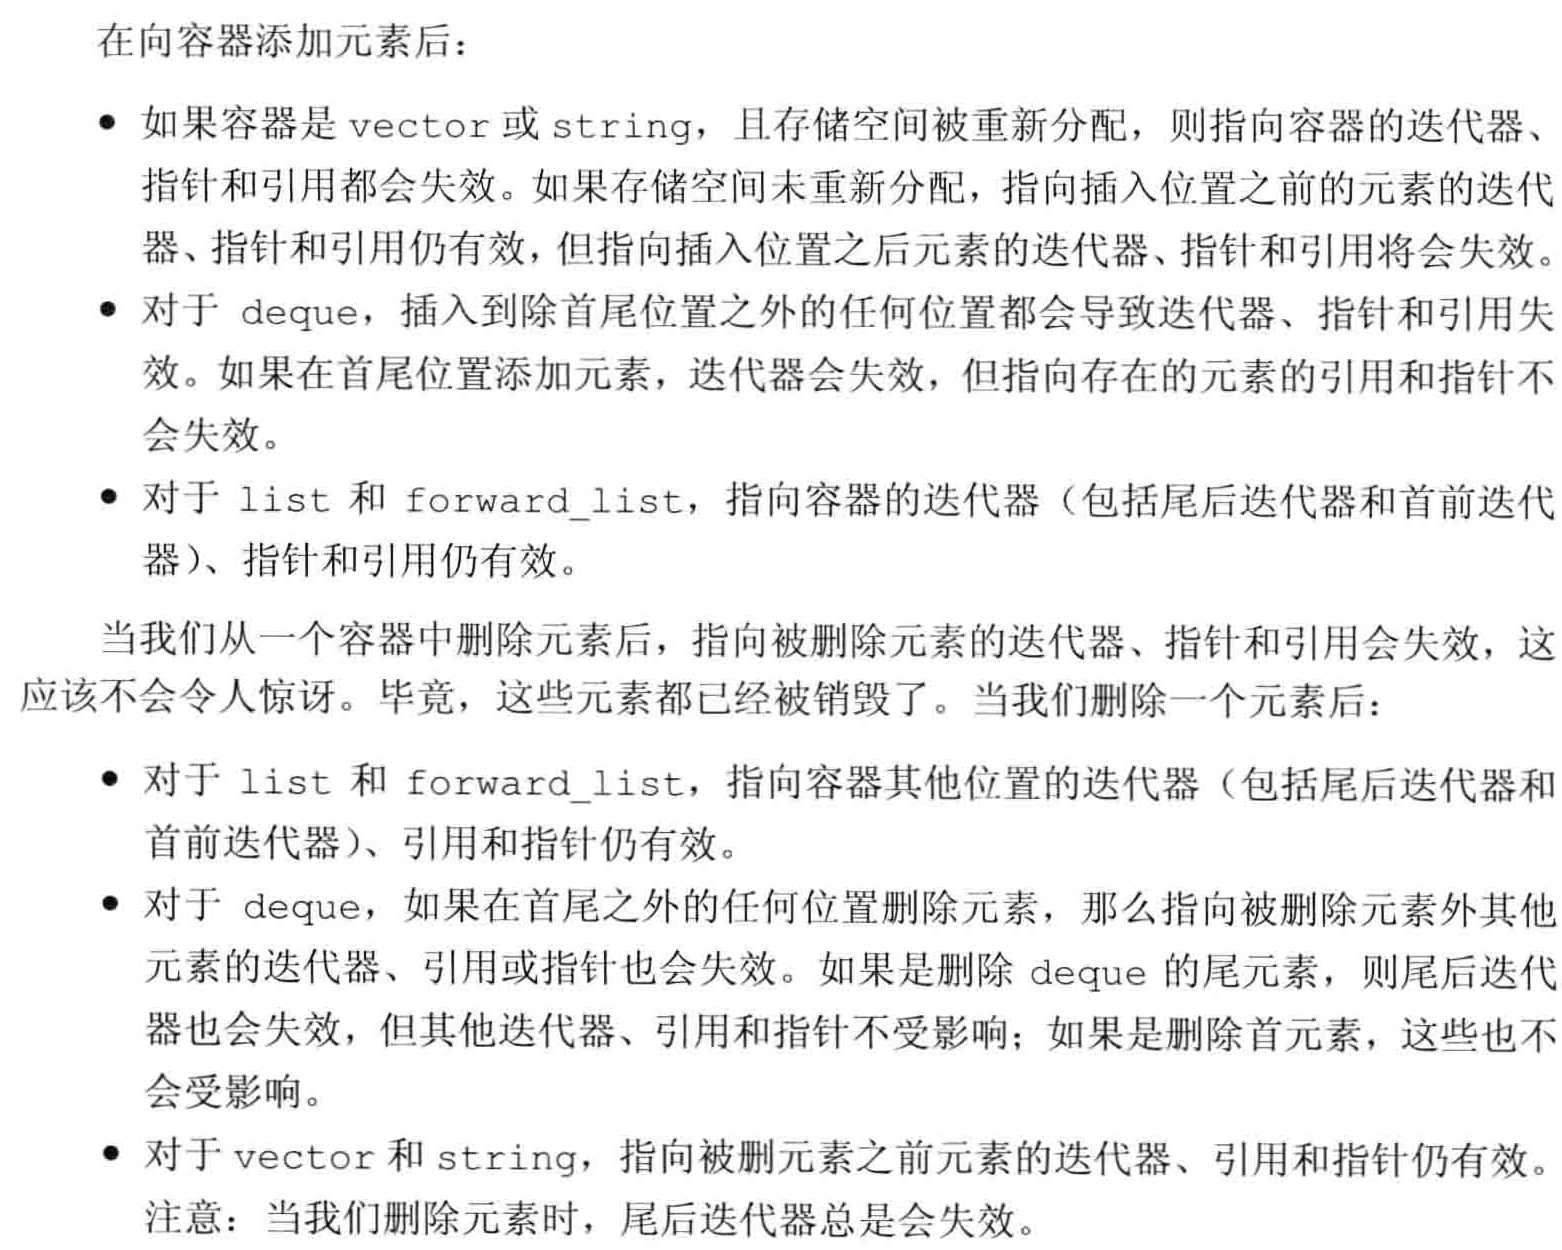 在向容器添加元素后：
● 如果容器是 vector 或 string，且存储空间被重新分配，则指向容器的迭代器、
指针和引用都会失效。如果存储空间未重新分配，指向插入位置之前的元素的迭代
器、指针和引用仍有效，但指向插入位置之后元素的迭代器、指针和引用将会失效。
● 对于 deque，插入到除首尾位置之外的任何位置都会导致迭代器、指针和引用失
效。如果在首尾位置添加元素，迭代器会失效，但指向存在的元素的引用和指针不
会失效。
● 对于 list 和 forward_list，指向容器的迭代器（包括尾后迭代器和首前迭代
器）、指针和引用仍有效。
当我们从一个容器中删除元素后，指向被删除元素的迭代器、指针和引用会失效，这
应该不会令人惊讶。毕竟，这些元素都已经被销毁了。当我们删除一个元素后：
● 对于 list 和 forward_list，指向容器其他位置的迭代器（包括尾后迭代器和
首前迭代器）、引用和指针仍有效。
● 对于 deque，如果在首尾之外的任何位置删除元素，那么指向被删除元素外其他
元素的迭代器、引用或指针也会失效。如果是删除 deque 的尾元素，则尾后迭代
器也会失效，但其他迭代器、引用和指针不受影响；如果是删除首元素，这些也不
会受影响。
● 对于 vector 和 string，指向被删元素之前元素的迭代器、引用和指针仍有效。
注意：当我们删除元素时，尾后迭代器总是会失效。